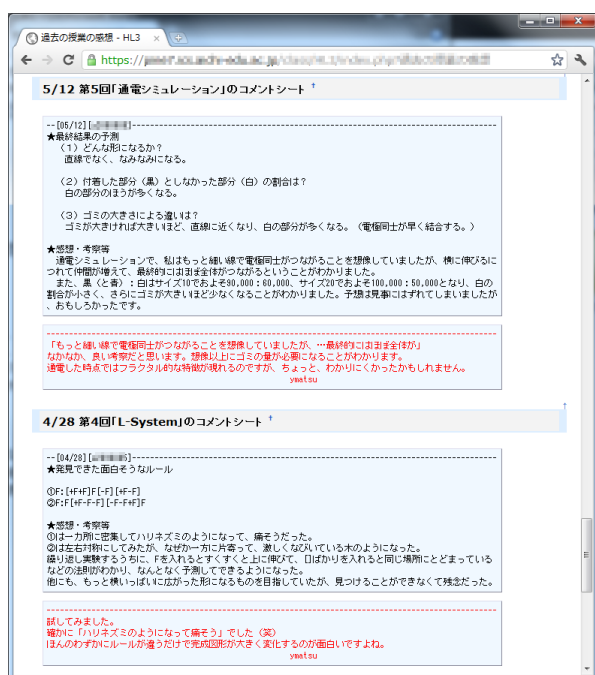 過去の授業の感想 - HL3
https://
5/12 第5回「通電シミュレーション」のコメントシート †
--[05/12][
★最終結果の予測
(1)どんな形になるか?
直線でなく、なみなみになる。
(2)付着した部分(黒)としなかった部分(白)の割合は?
白の部分のほうが多くなる。
(3)ゴミの大きさによる違いは?
ゴミが大きければ大きいほど、直線に近くなり、白の部分が多くなる。(電極同士が早く結合する。)
★感想・考察等
通電シミュレーションで、私はもっと細い線で電極同士がつながることを想像していましたが、横に伸びるに
つれて仲間が増えて、最終的にはほぼ全体がつながるということがわかりました。
また、黒(と青):白はサイズ10でおよそ90,000:60,000、サイズ20でおよそ100,000:50,000となり、白の
割合が小さく、さらにゴミが大きいほど少なくなることがわかりました。予想は見事にはずれてしまいましたが
、おもしろかったです。
「もっと細い線で電極同士がつながることを想像していましたが、…最終的にはほぼ全体が」
なかなか、良い考察だと思います。想像以上にゴミの量が必要になることがわかります。
通電した時点ではフラクタル的な特徴が現れるのですが、ちょっと、わかりにくかったかもしれません。
ymatsu
†
4/28 第4回「L-System」のコメントシート †
--[04/28][
★発見できた面白そうなルール
①F:[+F+F]F[-F][+F-F]
②F:F[+F-F-F][-F-F+F]F
★感想・考察等
①は一カ所に密集してハリネズミのようになって、痛そうだった。
②は左右対称にしてみたが、なぜか一方に片寄って、激しくなびいている木のようになった。
繰り返し実験するうちに、Fを入れるとすくすくと上に伸びて、[]ばかりを入れると同じ場所にとどまっている
などの法則がわかり、なんとなく予測してできるようになった。
他にも、もっと横いっぱいに広がった形になるものを目指していたが、見つけることができなくて残念だった。
試してみました。
確かに「ハリネズミのようになって痛そう」でした(笑)
ほんのわずかにルールが違うだけで完成図形が大きく変化するのが面白いですよね。
ymatsu